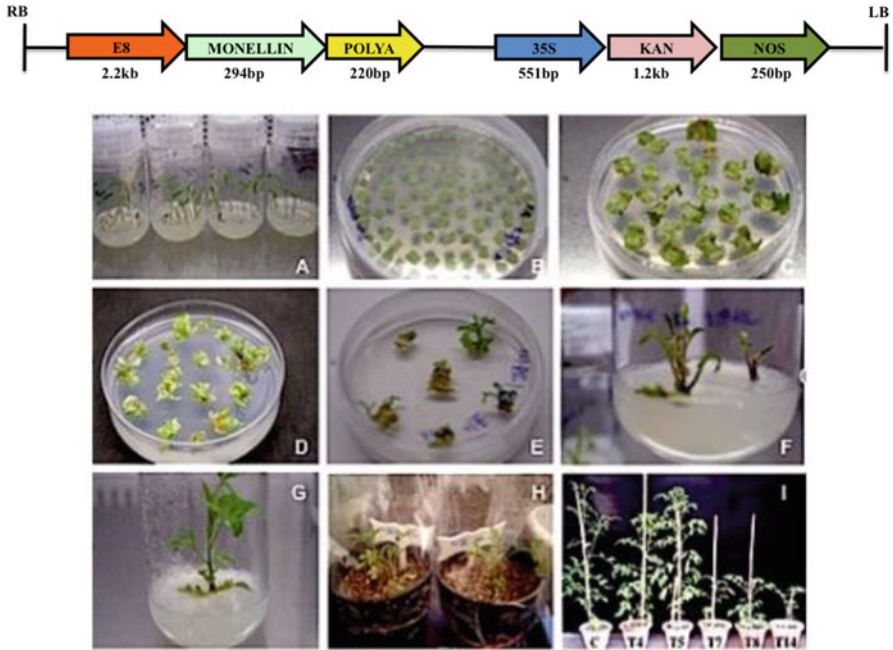 RB LB
E8 MONELLIN POLYA 35S KAN NOS
2.2kb 294bp 220bp 551bp 1.2kb 250bp
A B C
D E F
G H I
C T4 T5 T7 T8 T14